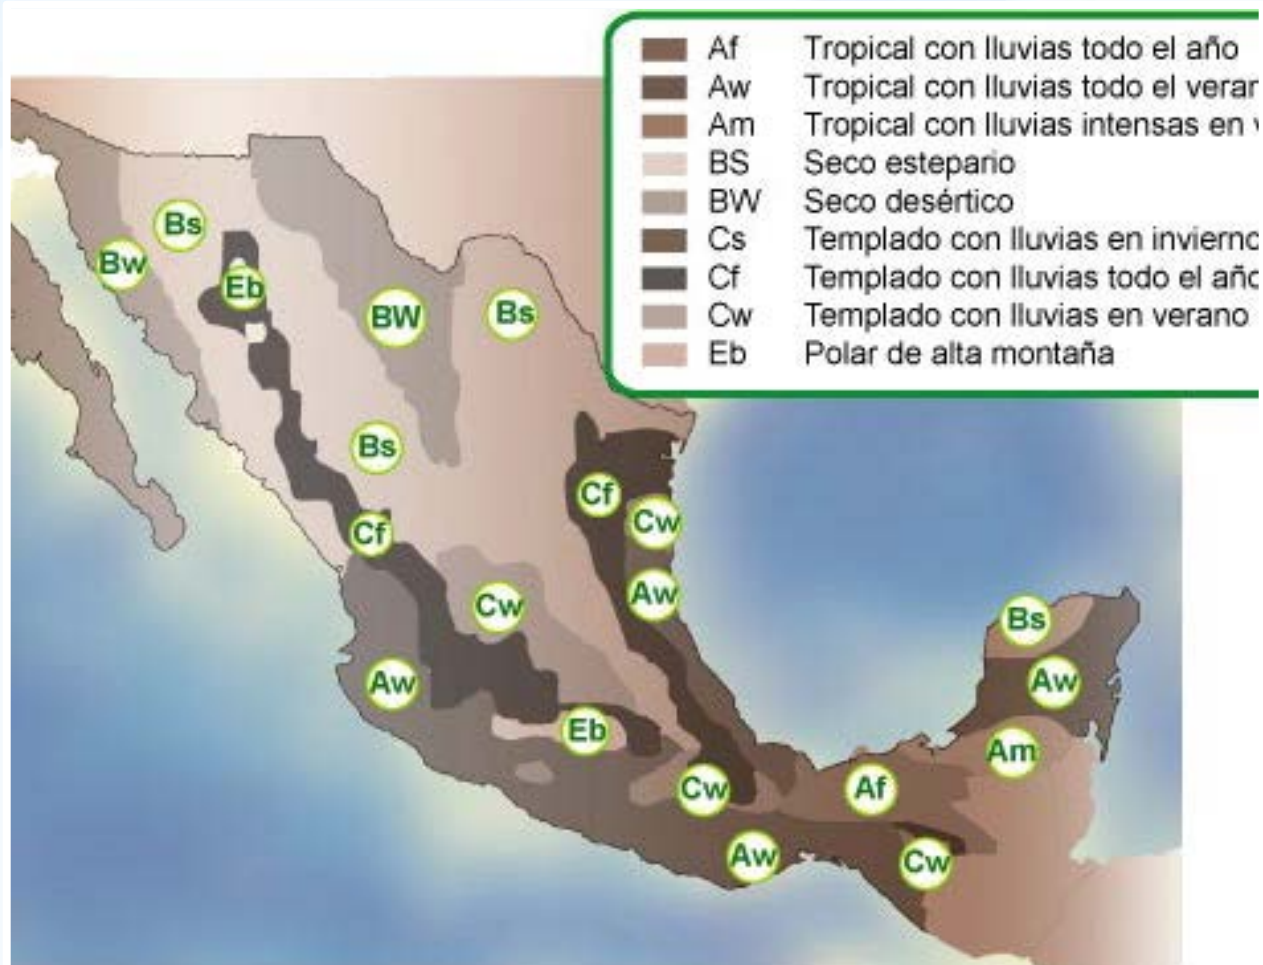 Af Tropical con lluvias todo el año
Aw Tropical con lluvias todo el veran
Am Tropical con lluvias intensas en v
BS Seco estepario
BW Seco desértico
Cs Templado con lluvias en invierno
Cf Templado con lluvias todo el año
Cw Templado con lluvias en verano
Eb Polar de alta montaña
Bs
Bw
Eb
BW
Bs
Bs
Cf
Cw
Cf
Cw
Aw
Bs
Aw
Aw
Eb
Am
Cw
Af
Aw
Cw